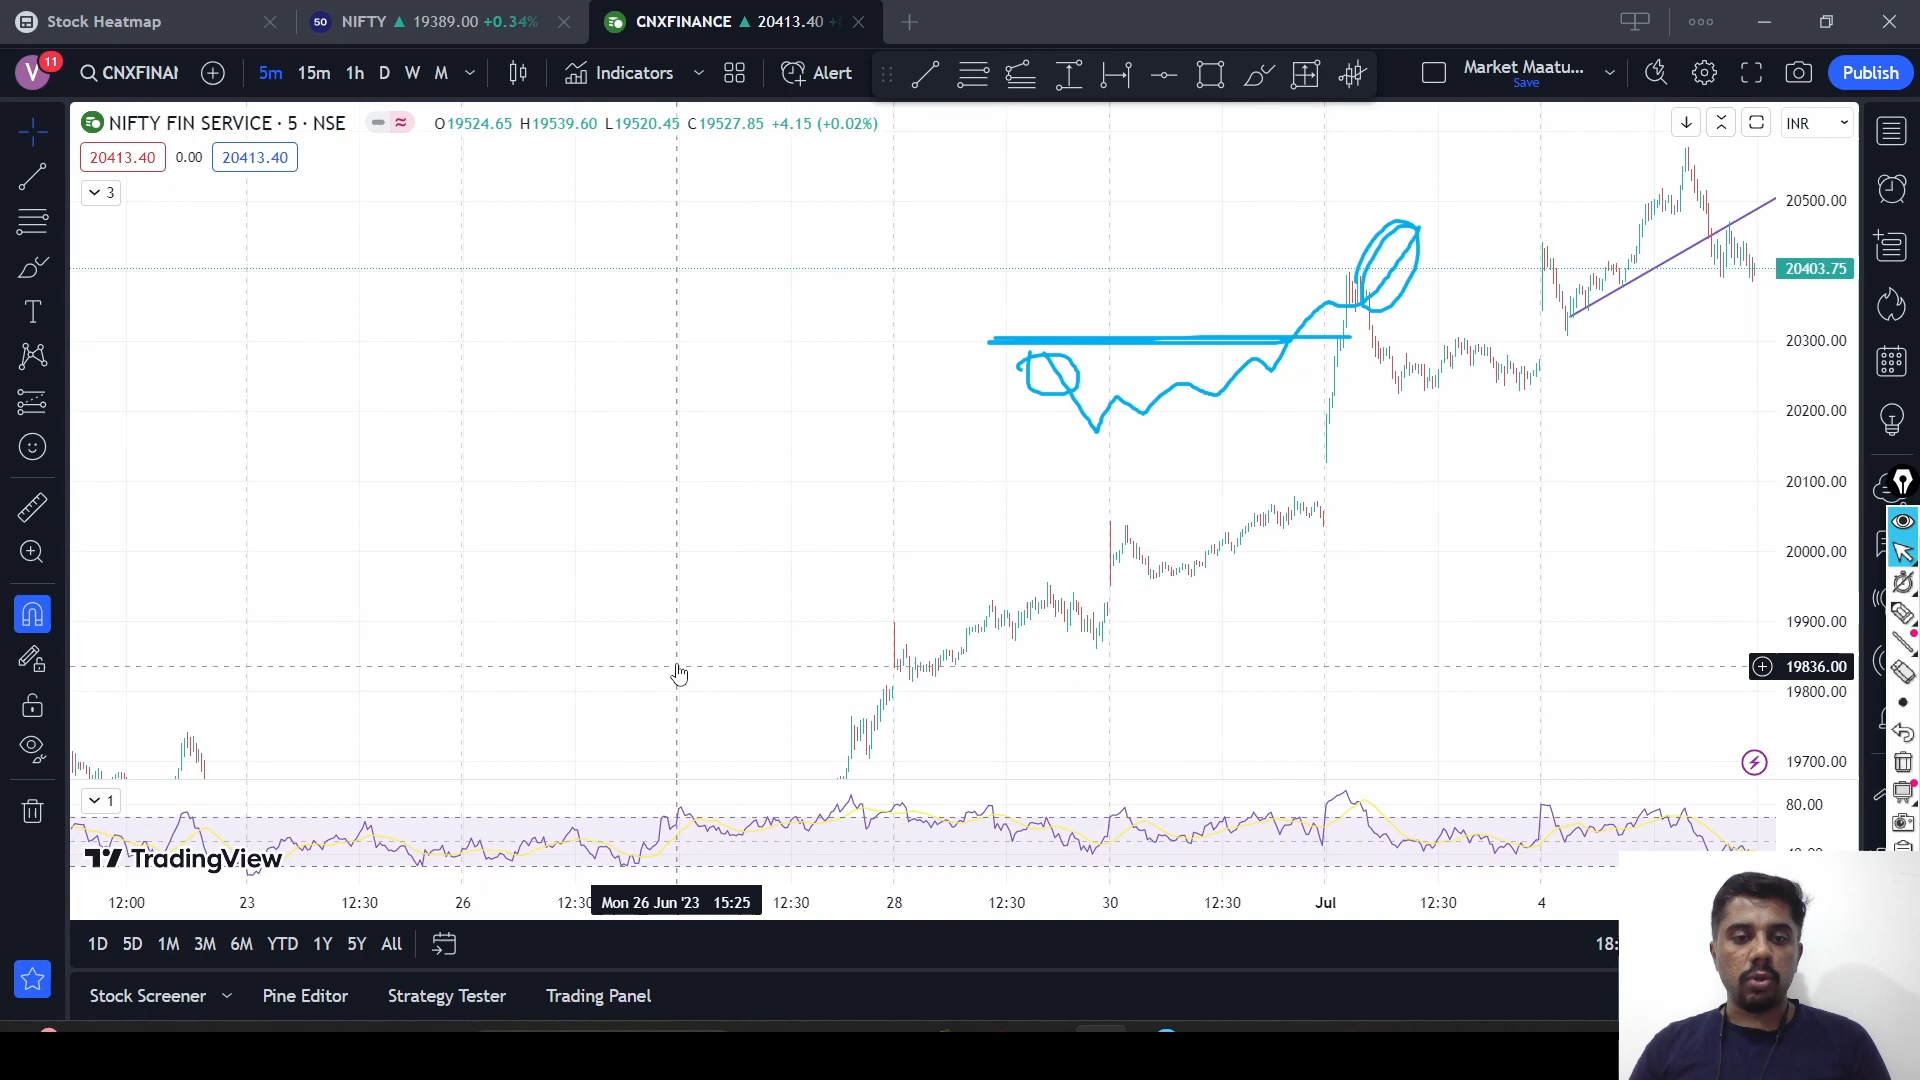 Stock Heatmap
50 NIFTY ▲ 19389.00 +0.34%
CNXFINANCE ▲ 20413.40
V 11 CNXFINAN 5m 15m 1h D W M Indicators Alert Market Maatu... Save Publish
NIFTY FIN SERVICE · 5 · NSE O19524.65 H19539.60 L19520.45 C19527.85 +4.15 (+0.02%)
INR
20413.40 0.00 20413.40
3
20500.00
20403.75
20300.00
20200.00
20100.00
20000.00
19900.00
19836.00
19800.00
19700.00
1
80.00
TradingView
12:00 23 12:30 26 12:30 Mon 26 Jun '23 15:25 12:30 28 12:30 30 12:30 Jul 12:30 4
1D 5D 1M 3M 6M YTD 1Y 5Y All 18:
Stock Screener Pine Editor Strategy Tester Trading Panel